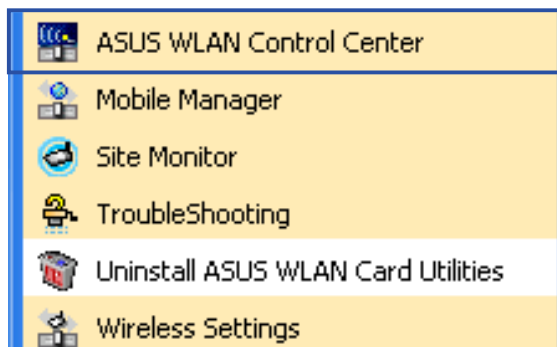 ASUS WLAN Control Center
Mobile Manager
Site Monitor
TroubleShooting
Uninstall ASUS WLAN Card Utilities
Wireless Settings